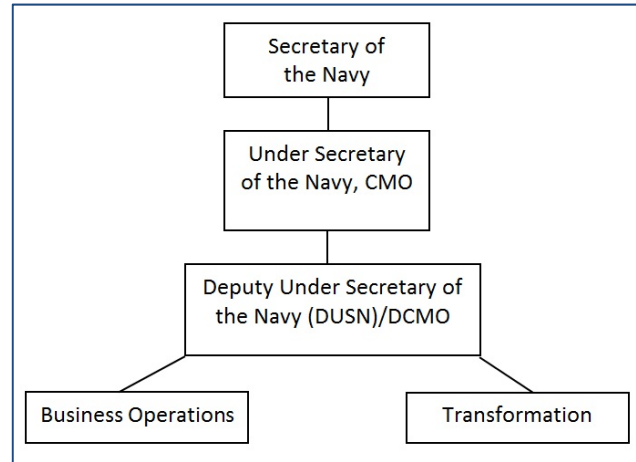 Secretary of
the Navy
Under Secretary
of the Navy, CMO
Deputy Under Secretary of
the Navy (DUSN)/DCMO
Business Operations
Transformation